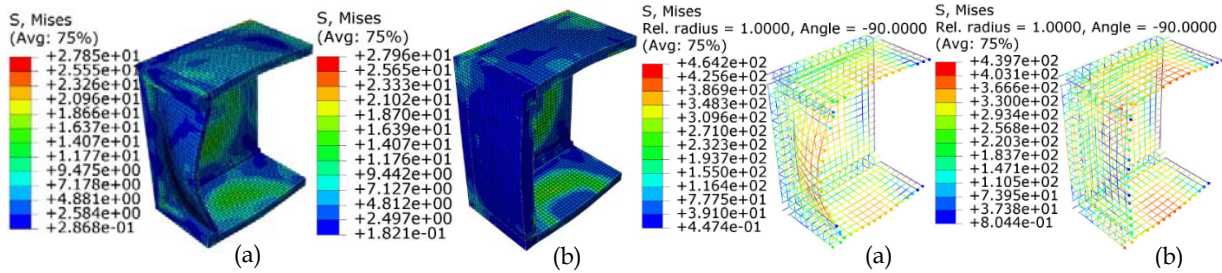 S, Mises
(Avg: 75%)
+2.785e+01
+2.555e+01
+2.326e+01
+2.096e+01
+1.866e+01
+1.637e+01
+1.407e+01
+1.177e+01
+9.475e+00
+7.178e+00
+4.881e+00
+2.584e+00
+2.868e-01
(a)
S, Mises
(Avg: 75%)
+2.796e+01
+2.565e+01
+2.333e+01
+2.102e+01
+1.870e+01
+1.639e+01
+1.407e+01
+1.176e+01
+9.442e+00
+7.127e+00
+4.812e+00
+2.497e+00
+1.821e-01
(b)
S, Mises
Rel. radius = 1.0000, Angle = -90.0000
(Avg: 75%)
+4.642e+02
+4.256e+02
+3.869e+02
+3.483e+02
+3.096e+02
+2.710e+02
+2.323e+02
+1.937e+02
+1.550e+02
+1.164e+02
+7.775e+01
+3.910e+01
+4.474e-01
(a)
S, Mises
Rel. radius = 1.0000, Angle = -90.0000
(Avg: 75%)
+4.397e+02
+4.031e+02
+3.666e+02
+3.300e+02
+2.934e+02
+2.568e+02
+2.203e+02
+1.837e+02
+1.471e+02
+1.105e+02
+7.395e+01
+3.738e+01
+8.044e-01
(b)